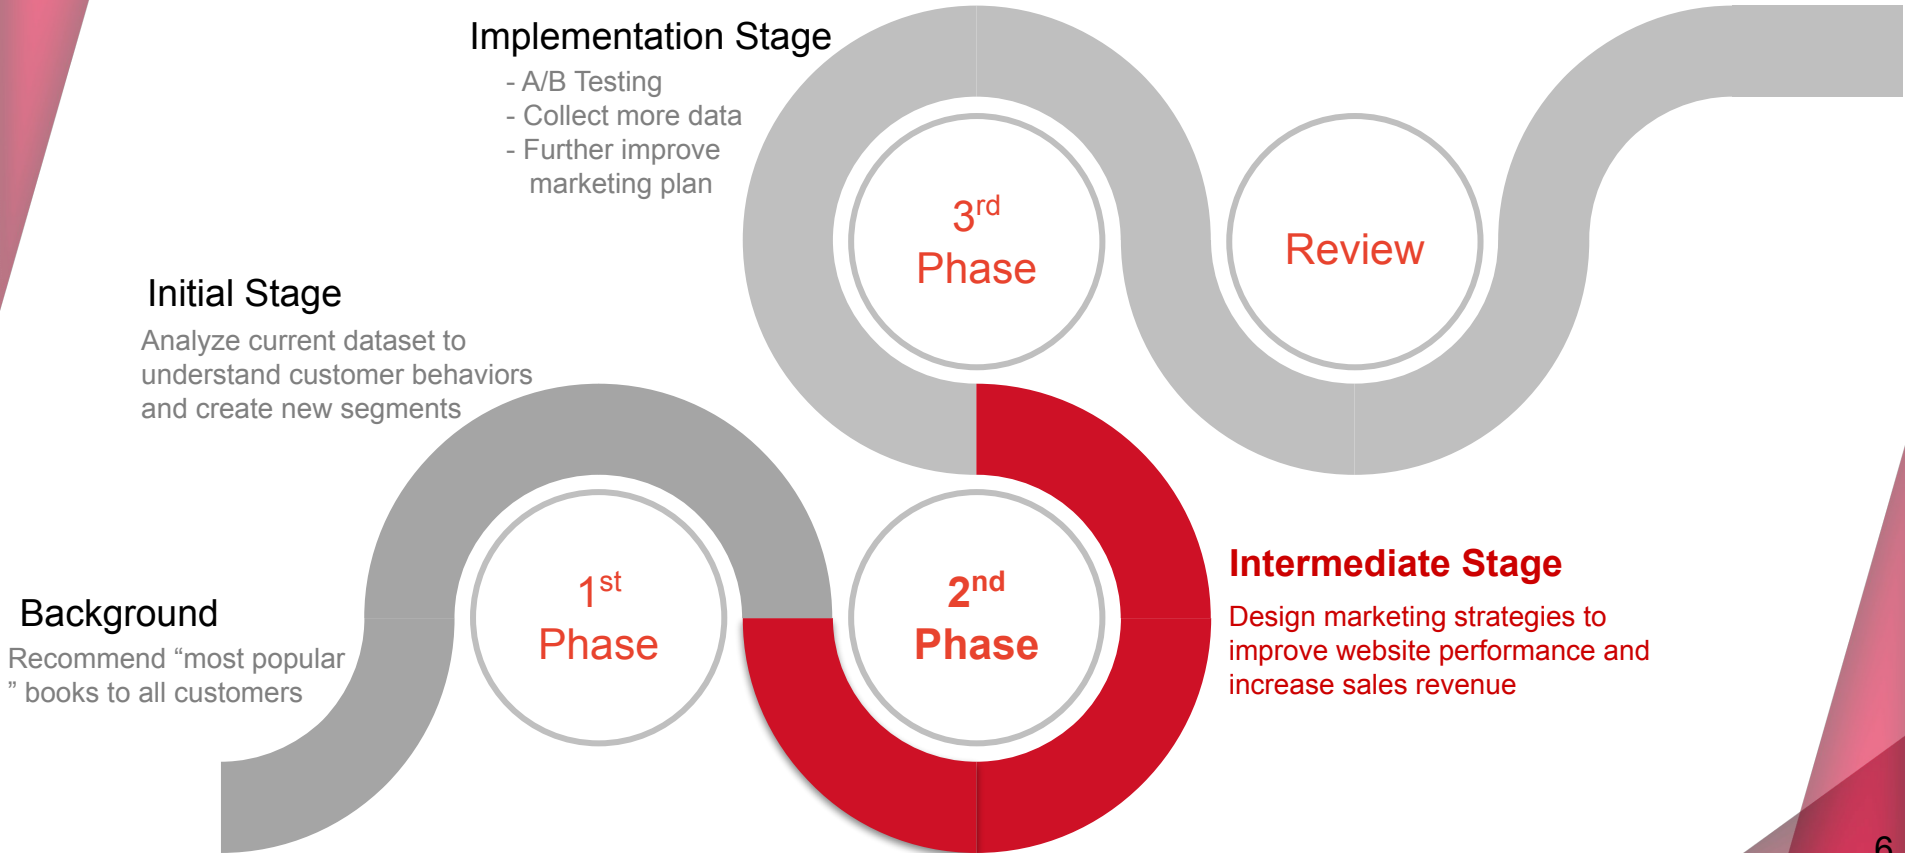 Implementation Stage
- A/B Testing
- Collect more data
- Further improve
marketing plan
3rd
Phase
Review
Initial Stage
Analyze current dataset to
understand customer behaviors
and create new segments
Background
Recommend “most popular
” books to all customers
1st
Phase
2nd
Phase
Intermediate Stage
Design marketing strategies to
improve website performance and
increase sales revenue
6